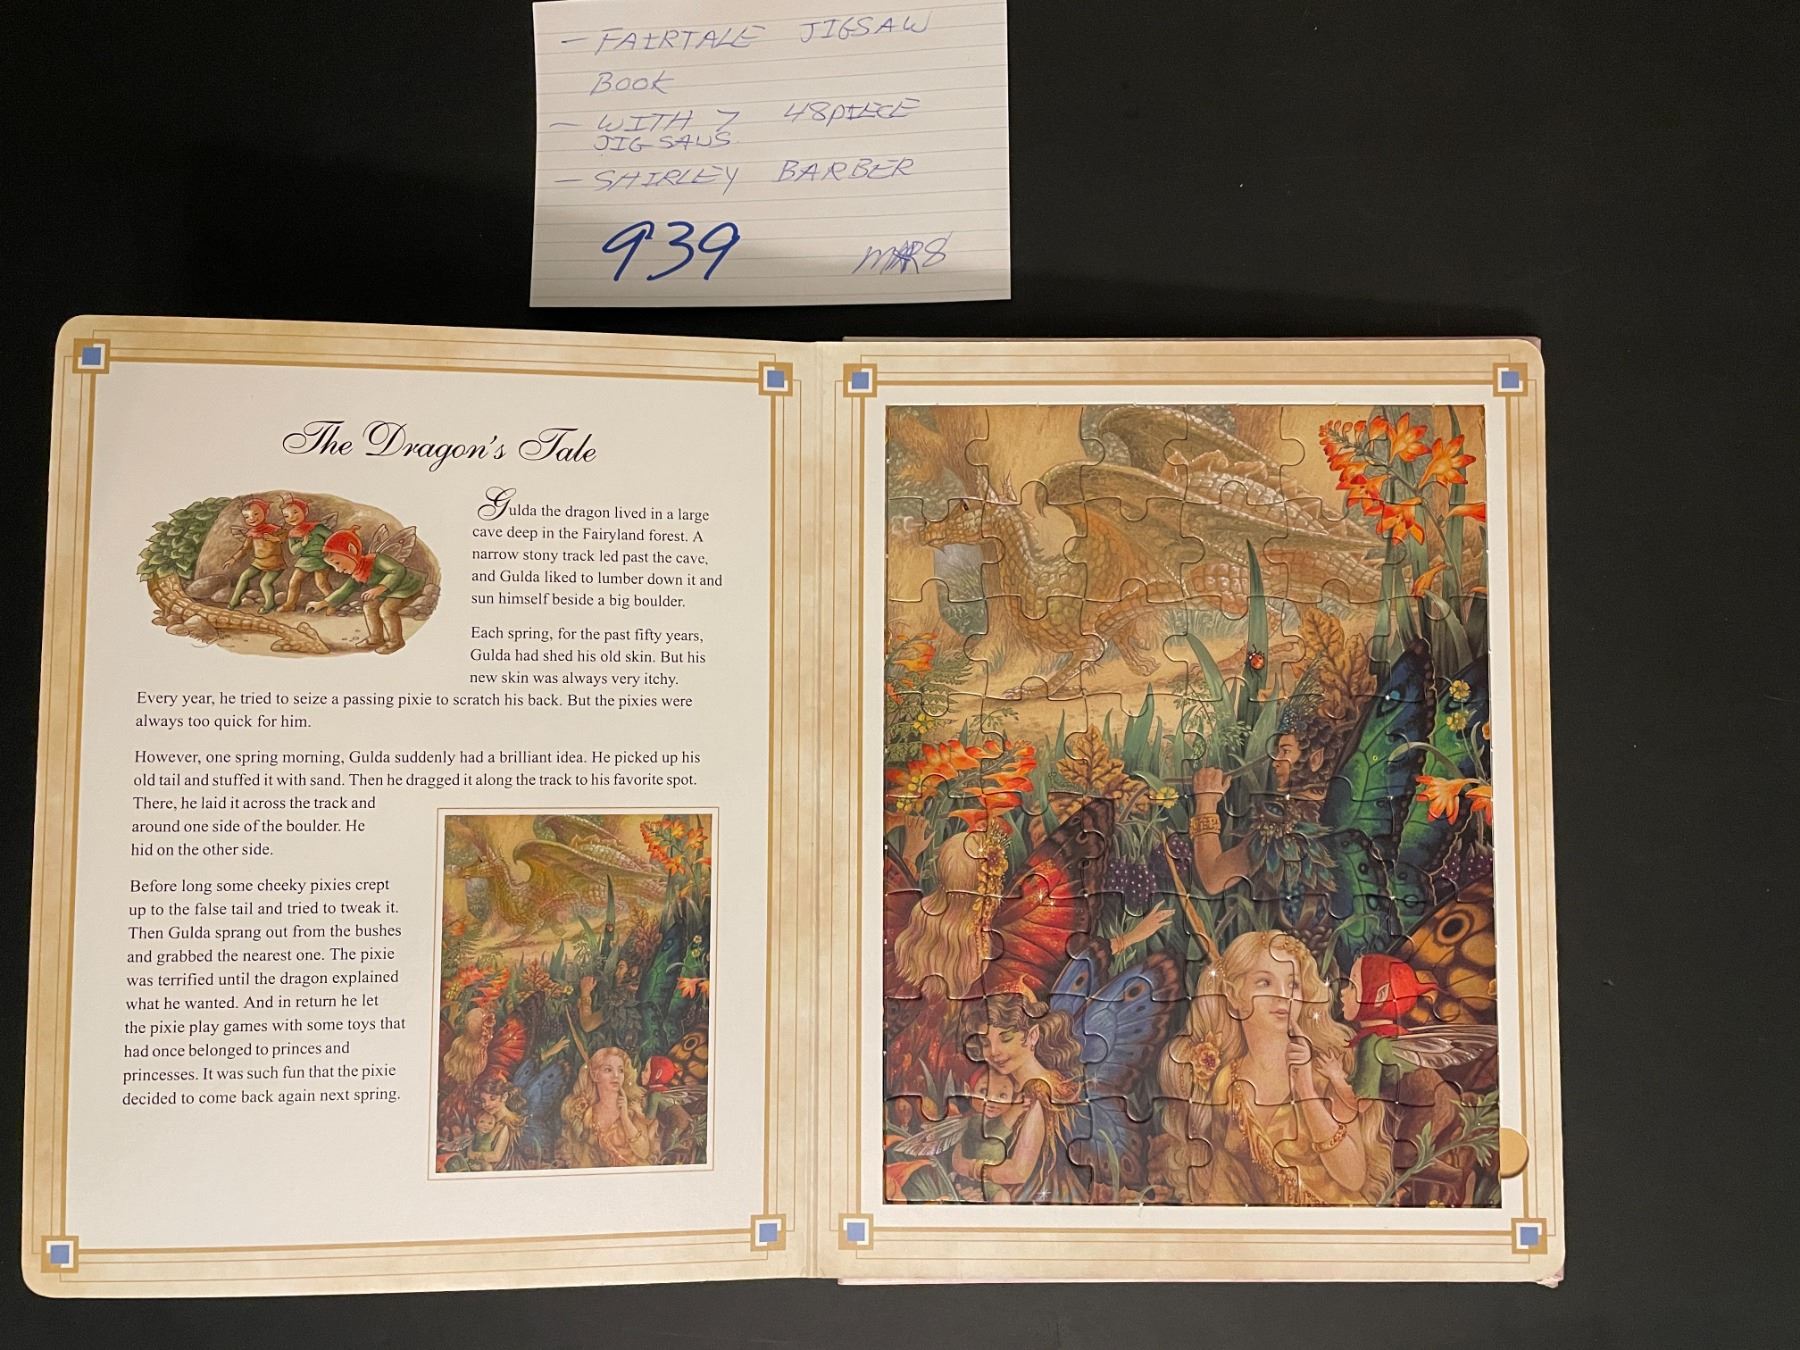 - FAIRTALE JIGSAW
BOOK
- WITH 7 48PIECE
JIGSAWS
- SHIRLEY BARBER
939 MAR 8
The Dragon's Tale
Gulda the dragon lived in a large
cave deep in the Fairyland forest. A
narrow stony track led past the cave,
and Gulda liked to lumber down it and
sun himself beside a big boulder.
Each spring, for the past fifty years,
Gulda had shed his old skin. But his
new skin was always very itchy.
Every year, he tried to seize a passing pixie to scratch his back. But the pixies were
always too quick for him.
However, one spring morning, Gulda suddenly had a brilliant idea. He picked up his
old tail and stuffed it with sand. Then he dragged it along the track to his favorite spot.
There, he laid it across the track and
around one side of the boulder. He
hid on the other side.
Before long some cheeky pixies crept
up to the false tail and tried to tweak it.
Then Gulda sprang out from the bushes
and grabbed the nearest one. The pixie
was terrified until the dragon explained
what he wanted. And in return he let
the pixie play games with some toys that
had once belonged to princes and
princesses. It was such fun that the pixie
decided to come back again next spring.